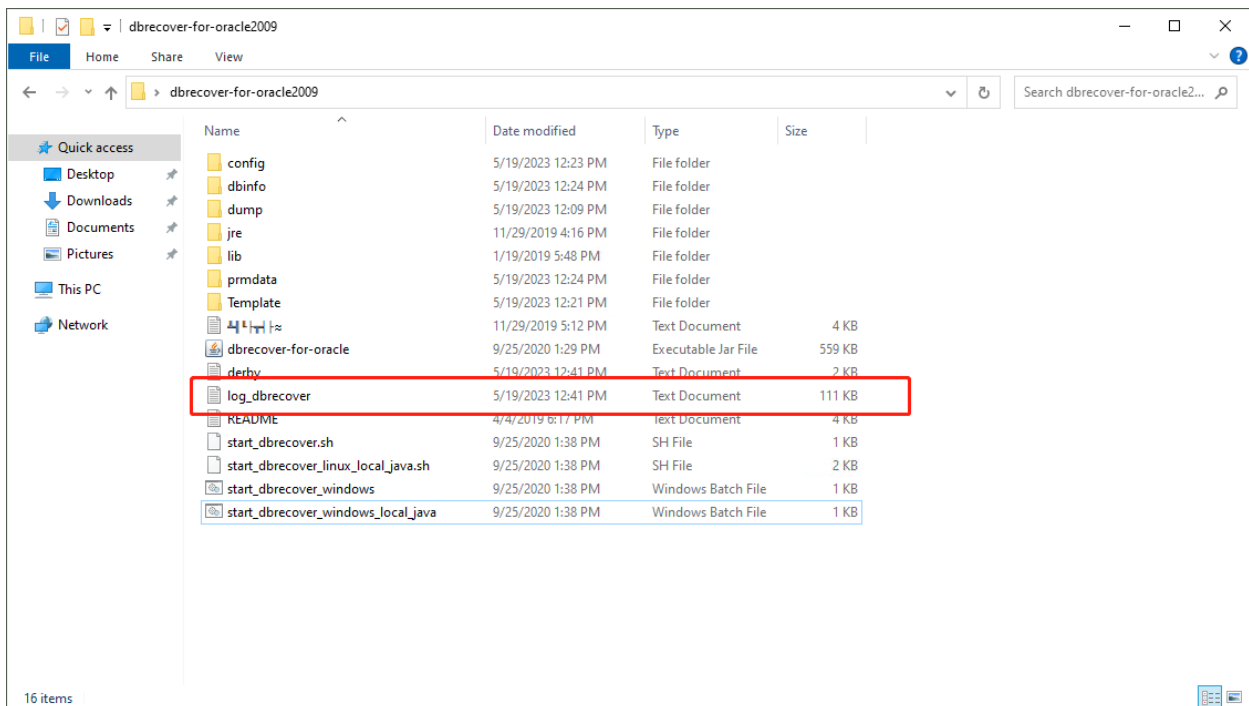 dbrecover-for-oracle2009
File Home Share View
dbrecover-for-oracle2009 Search dbrecover-for-oracle2...
Name Date modified Type Size
Quick access
Desktop
Downloads
Documents
Pictures
This PC
Network
config 5/19/2023 12:23 PM File folder
dbinfo 5/19/2023 12:24 PM File folder
dump 5/19/2023 12:09 PM File folder
jre 11/29/2019 4:16 PM File folder
lib 1/19/2019 5:48 PM File folder
prmdata 5/19/2023 12:24 PM File folder
Template 5/19/2023 12:21 PM File folder
11/29/2019 5:12 PM Text Document 4 KB
dbrecover-for-oracle 9/25/2020 1:29 PM Executable Jar File 559 KB
derby 5/19/2023 12:41 PM Text Document 2 KB
log_dbrecover 5/19/2023 12:41 PM Text Document 111 KB
README 4/4/2019 6:17 PM Text Document 4 KB
start_dbrecover.sh 9/25/2020 1:38 PM SH File 1 KB
start_dbrecover_linux_local_java.sh 9/25/2020 1:38 PM SH File 2 KB
start_dbrecover_windows 9/25/2020 1:38 PM Windows Batch File 1 KB
start_dbrecover_windows_local_java 9/25/2020 1:38 PM Windows Batch File 1 KB
16 items